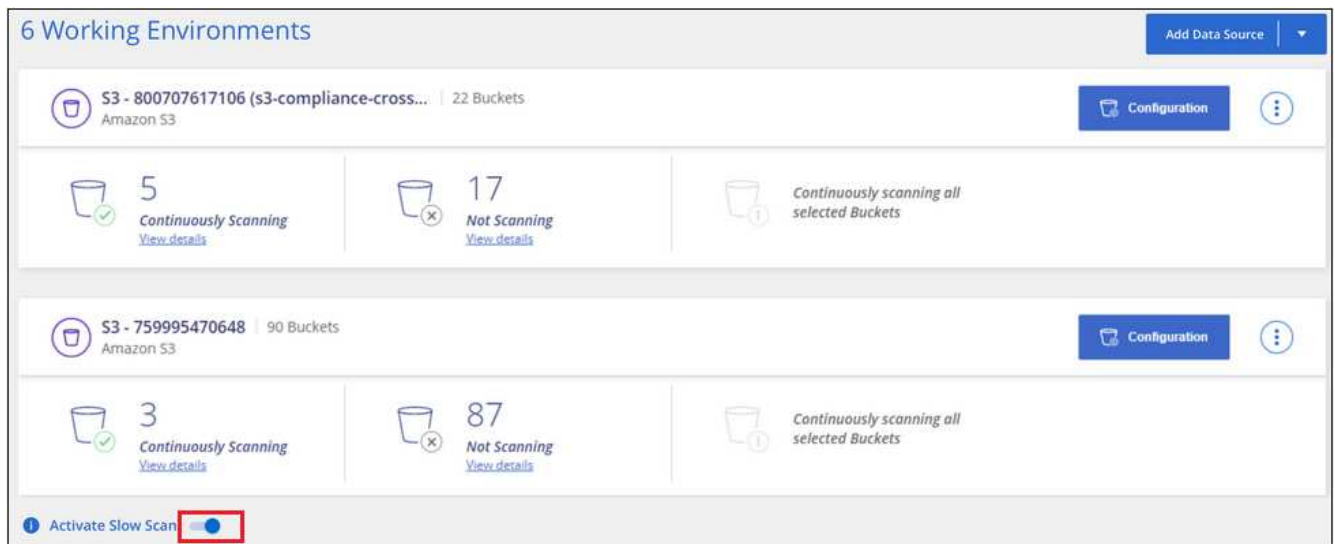 6 Working Environments
Add Data Source
S3 - 800707617106 (s3-compliance-cross... | 22 Buckets
Amazon S3
Configuration
5
Continuously Scanning
View details
17
Not Scanning
View details
Continuously scanning all
selected Buckets
S3 - 759995470648 | 90 Buckets
Amazon S3
Configuration
3
Continuously Scanning
View details
87
Not Scanning
View details
Continuously scanning all
selected Buckets
Activate Slow Scan